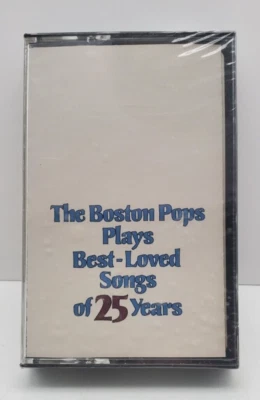 The Boston Pops
Plays
Best-Loved
Songs
of 25 Years